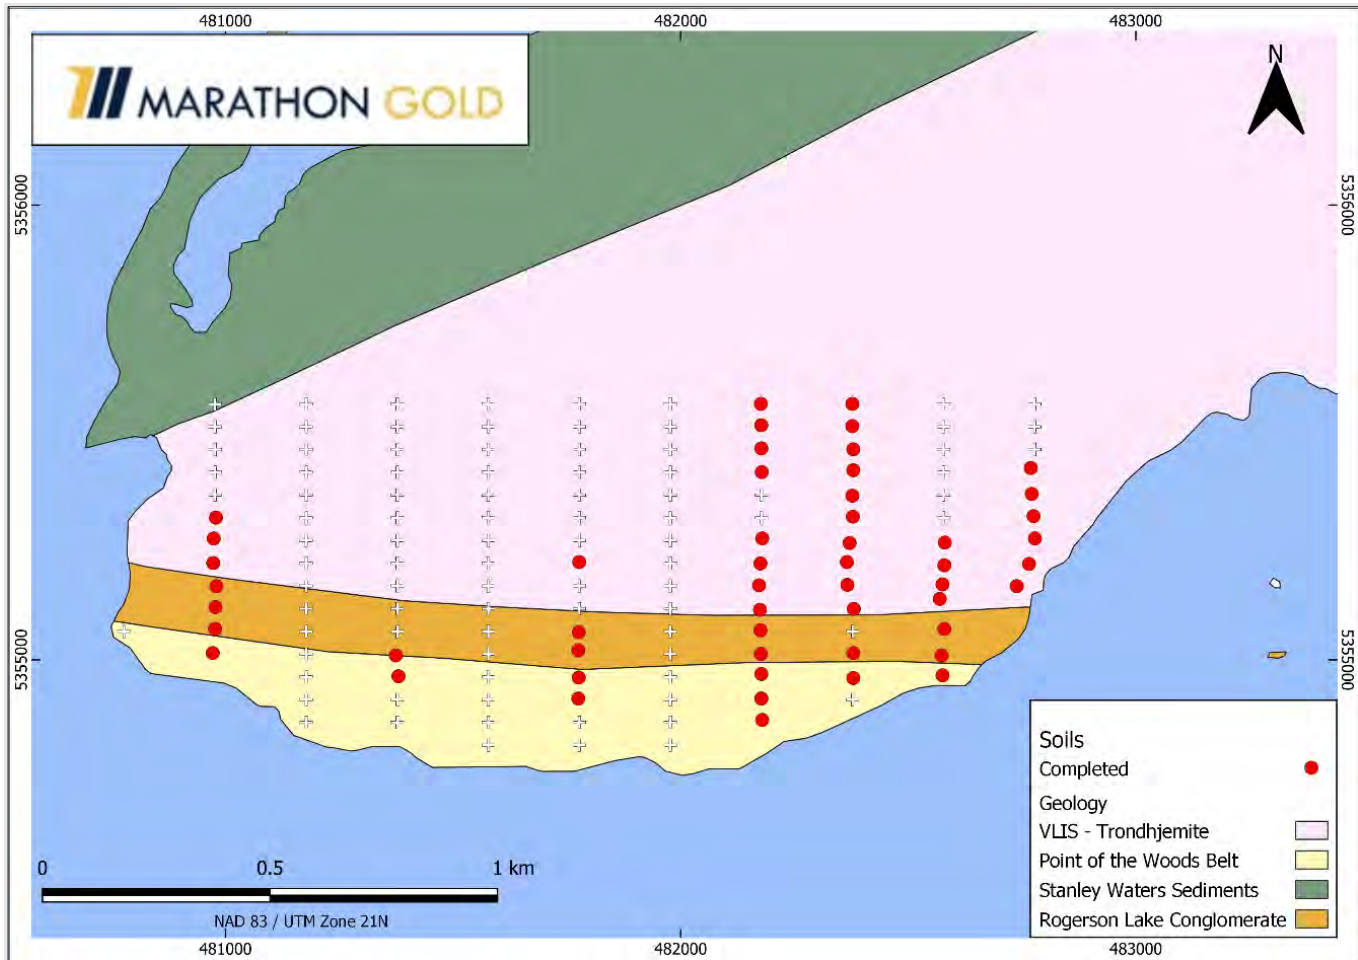 481000 482000 483000
MARATHON GOLD
N
5356000 5356000
5355000 5355000
Soils
Completed
Geology
VLIS - Trondhjemite
Point of the Woods Belt
Stanley Waters Sediments
Rogerson Lake Conglomerate
0 0.5 1 km
NAD 83 / UTM Zone 21N
481000 482000 483000